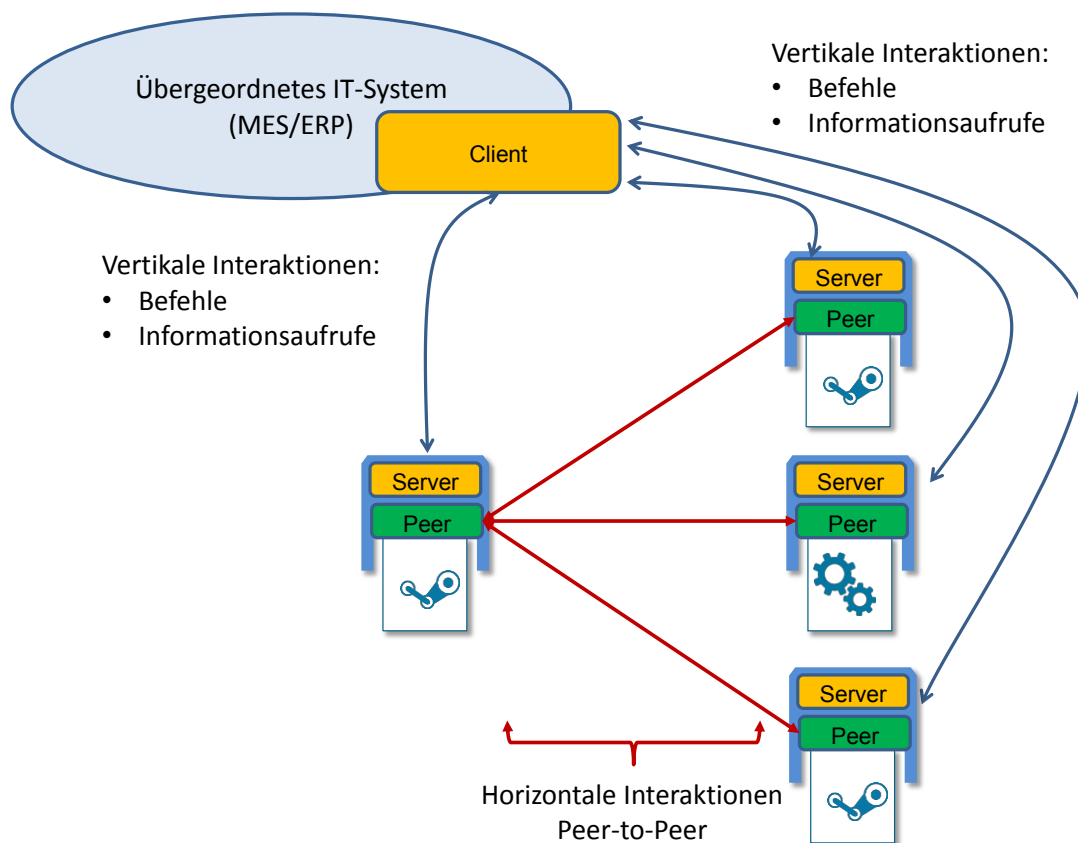 Übergeordnetes IT-System
(MES/ERP)
Client
Vertikale Interaktionen:
• Befehle
• Informationsaufrufe
Vertikale Interaktionen:
• Befehle
• Informationsaufrufe
Server
Peer
Server
Peer
Server
Peer
Server
Peer
Horizontale Interaktionen
Peer-to-Peer